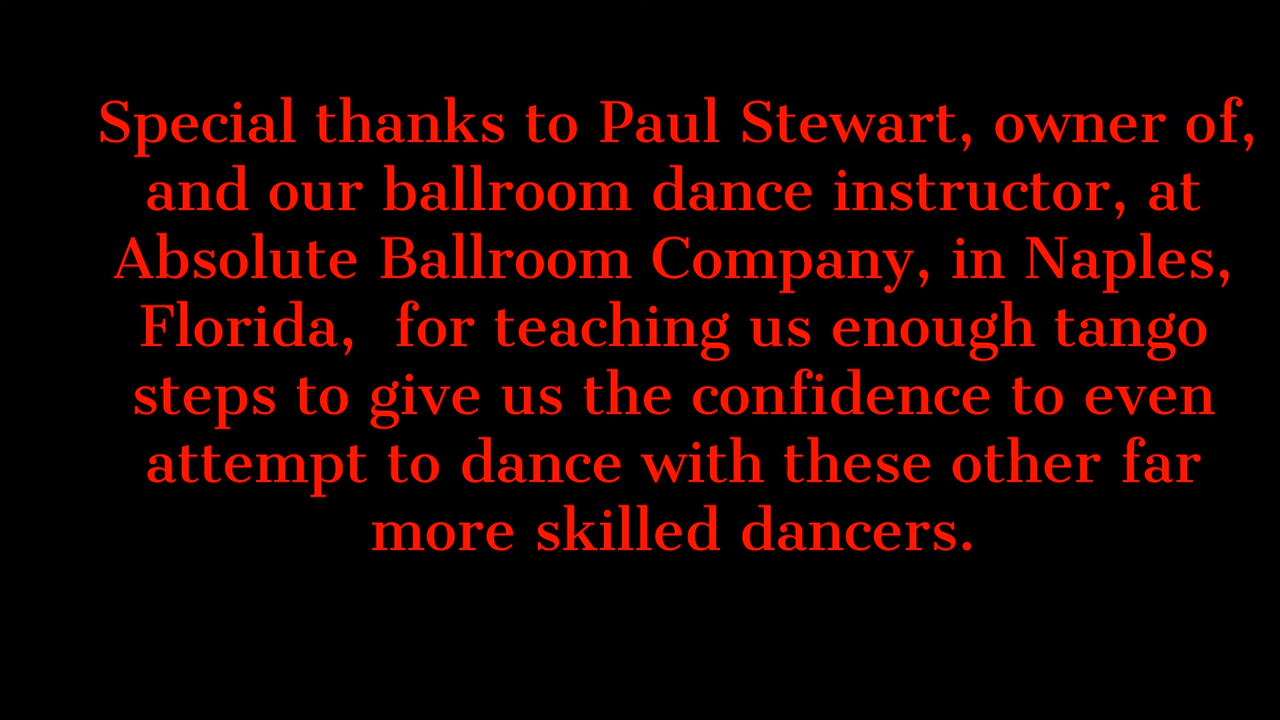 Special thanks to Paul Stewart, owner of,
and our ballroom dance instructor, at
Absolute Ballroom Company, in Naples,
Florida,  for teaching us enough tango
steps to give us the confidence to even
attempt to dance with these other far
more skilled dancers.